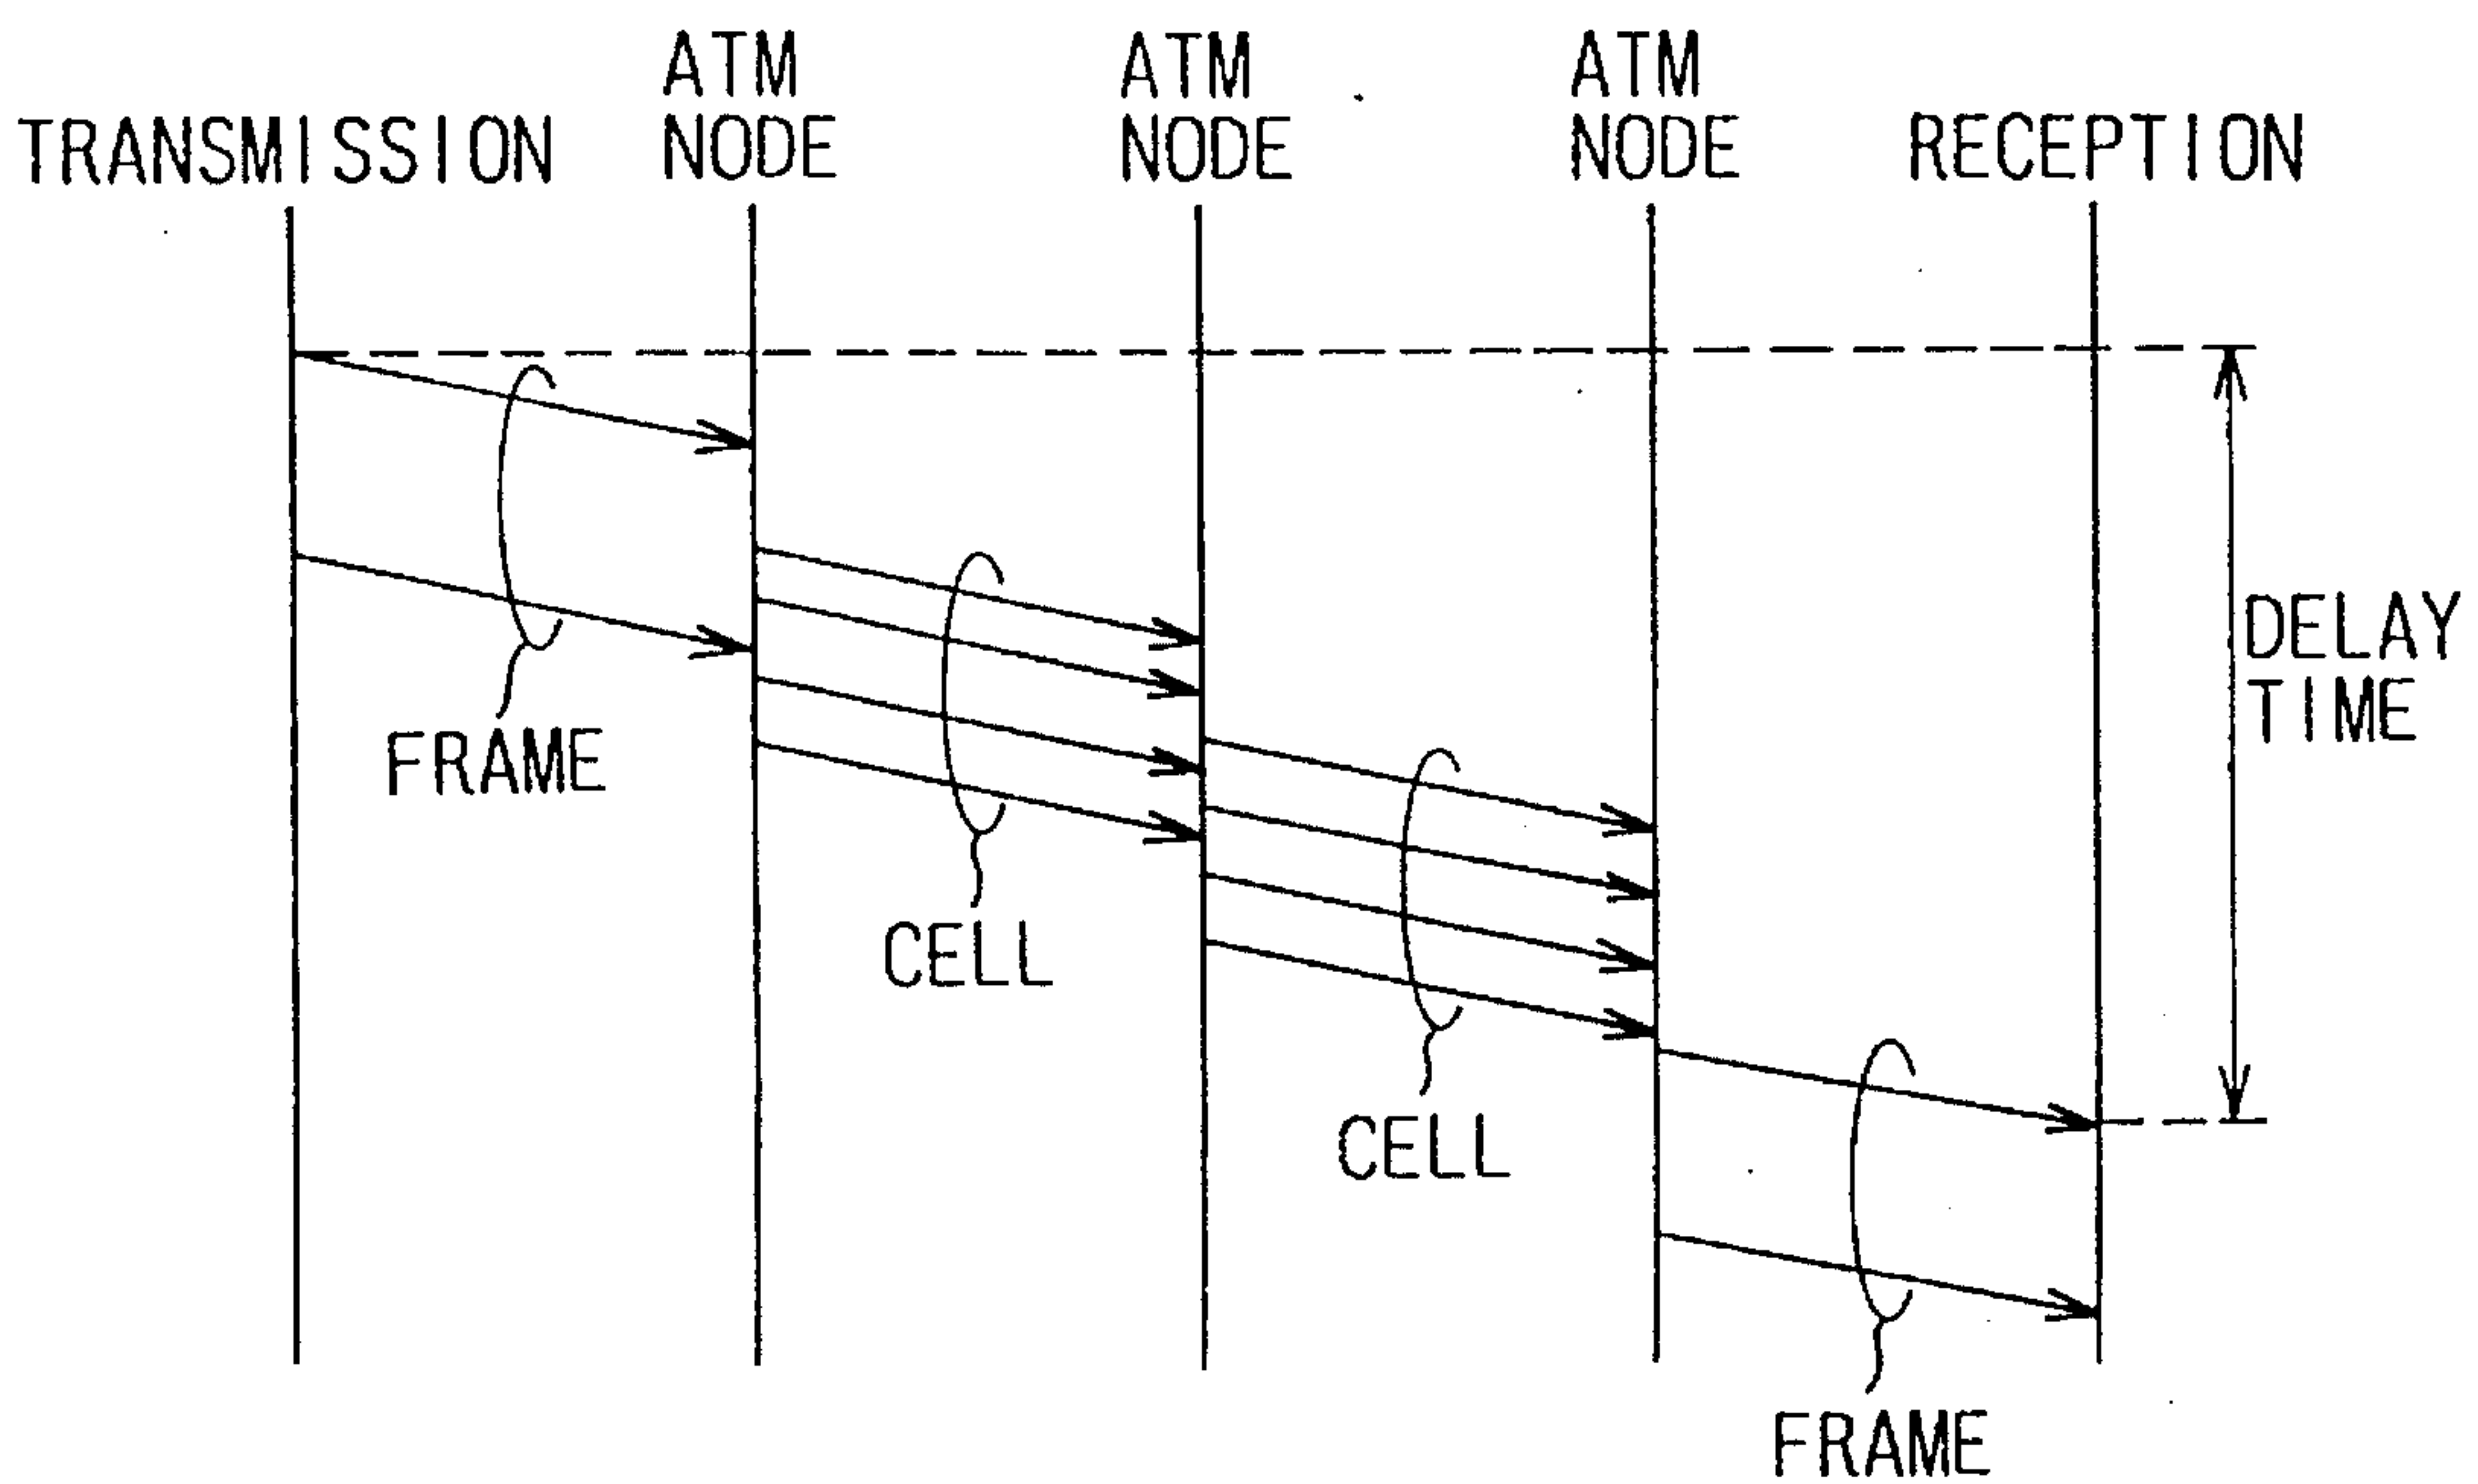 TRANSMISSION
ATM
NODE
ATM
NODE
ATM
NODE
RECEPTION
DELAY
TIME
FRAME
CELL
CELL
FRAME